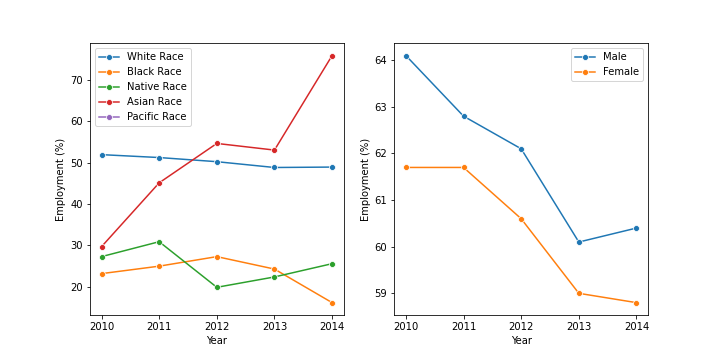 White Race
Black Race
Native Race
Asian Race
Pacific Race
70
60
50
40
30
20
Employment (%)
2010 2011 2012 2013 2014
Year
Male
Female
64
63
62
61
60
59
Employment (%)
2010 2011 2012 2013 2014
Year